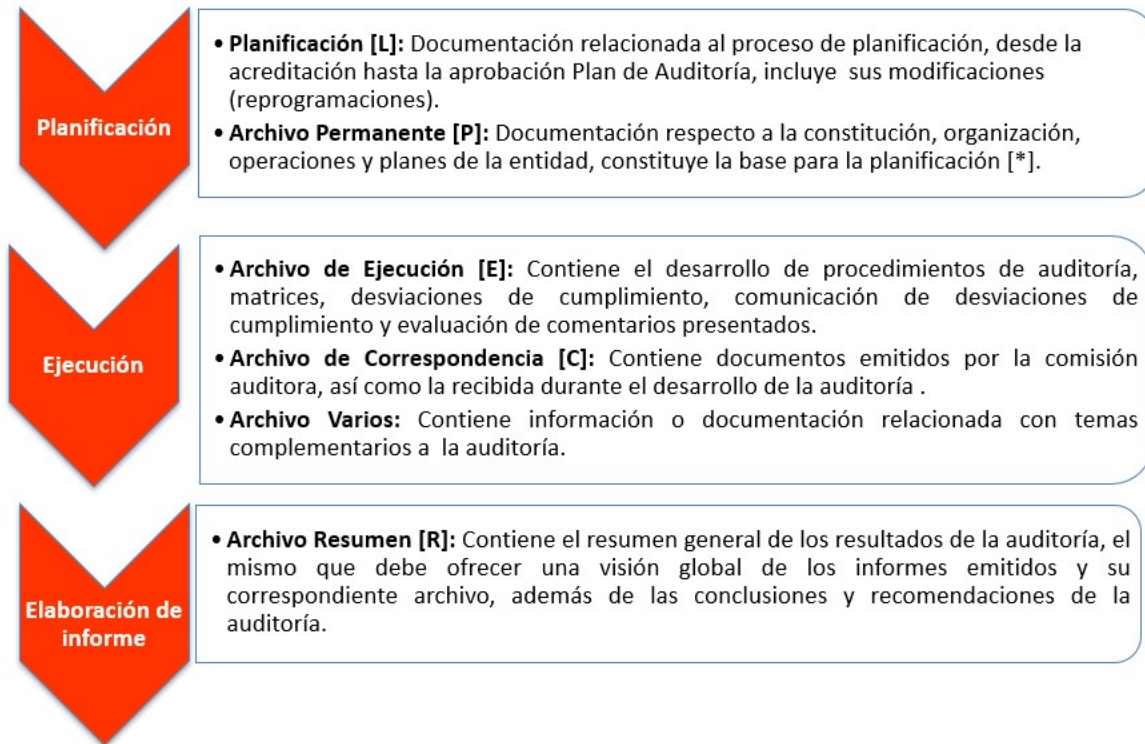 Planificación
• Planificación [L]: Documentación relacionada al proceso de planificación, desde la
acreditación hasta la aprobación Plan de Auditoría, incluye sus modificaciones
(reprogramaciones).
• Archivo Permanente [P]: Documentación respecto a la constitución, organización,
operaciones y planes de la entidad, constituye la base para la planificación [*].
Ejecución
• Archivo de Ejecución [E]: Contiene el desarrollo de procedimientos de auditoría,
matrices, desviaciones de cumplimiento, comunicación de desviaciones de
cumplimiento y evaluación de comentarios presentados.
• Archivo de Correspondencia [C]: Contiene documentos emitidos por la comisión
auditora, así como la recibida durante el desarrollo de la auditoría .
• Archivo Varios: Contiene información o documentación relacionada con temas
complementarios a la auditoría.
Elaboración de
informe
• Archivo Resumen [R]: Contiene el resumen general de los resultados de la auditoría, el
mismo que debe ofrecer una visión global de los informes emitidos y su
correspondiente archivo, además de las conclusiones y recomendaciones de la
auditoría.